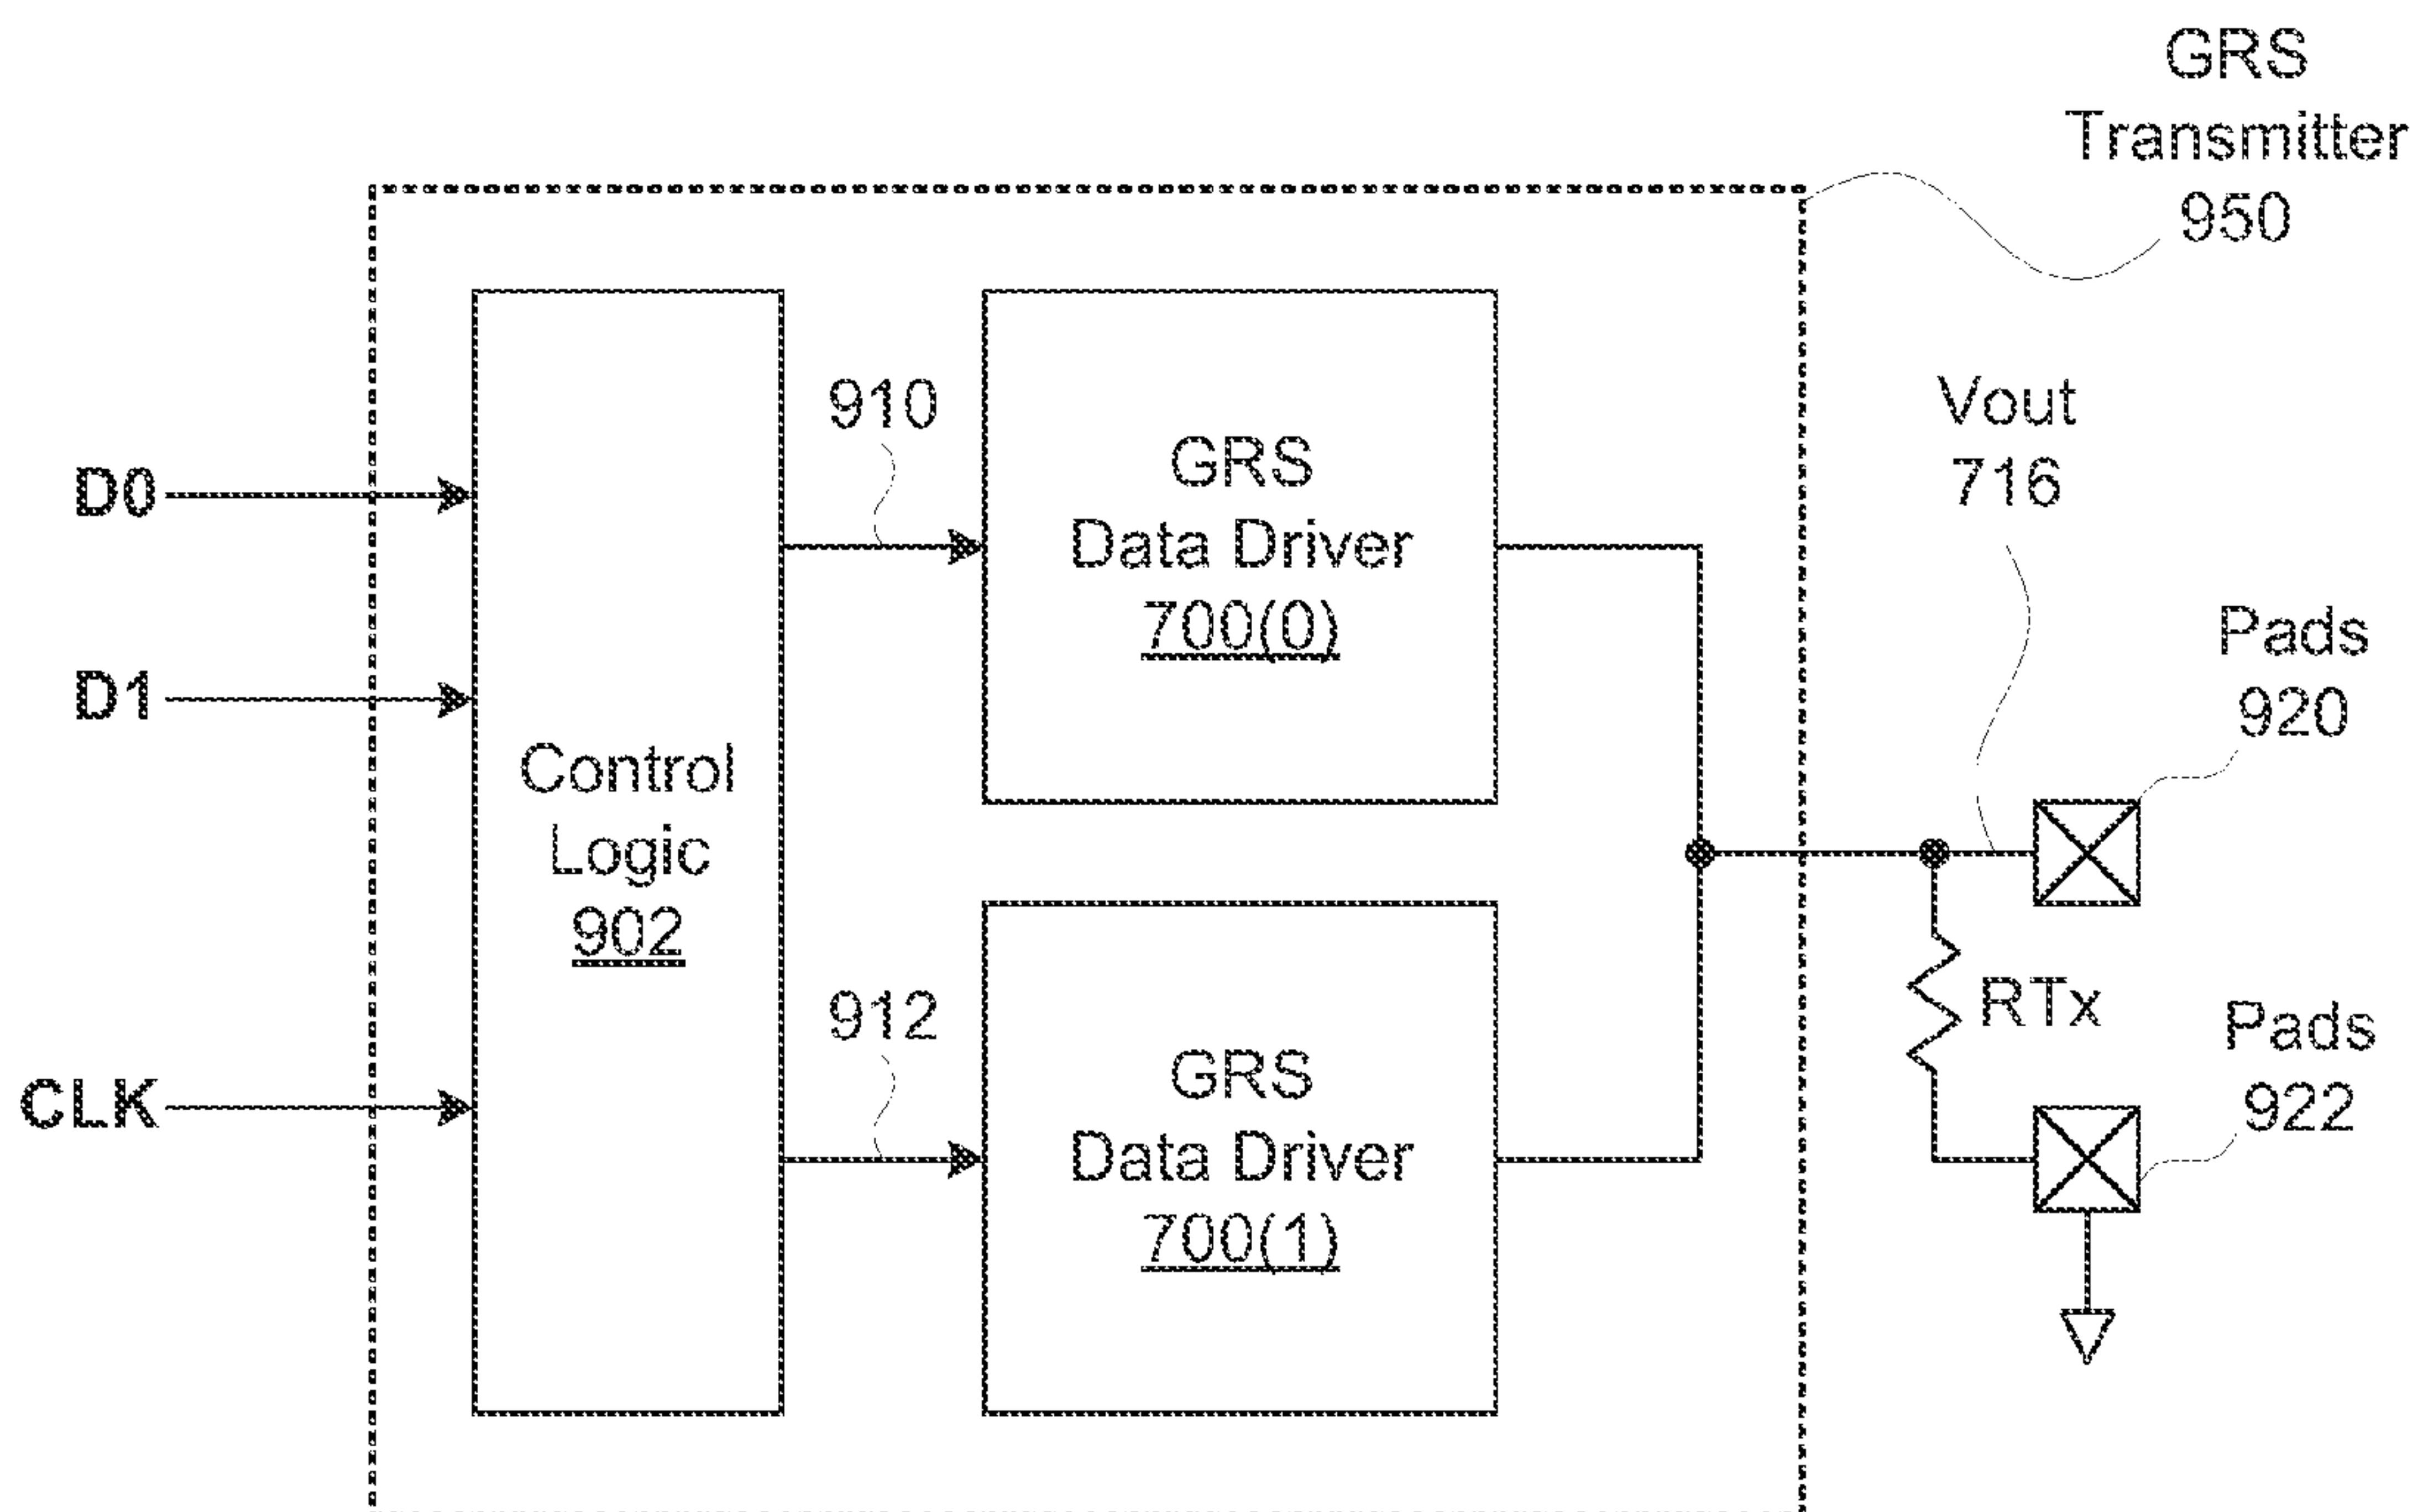 GRS
Transmitter
950
910
GRS
Data Driver
700(0)
Vout
716
D0
D1
Pads
920
Control
Logic
902
CLK
912
GRS
Data Driver
700(1)
RTx
Pads
922